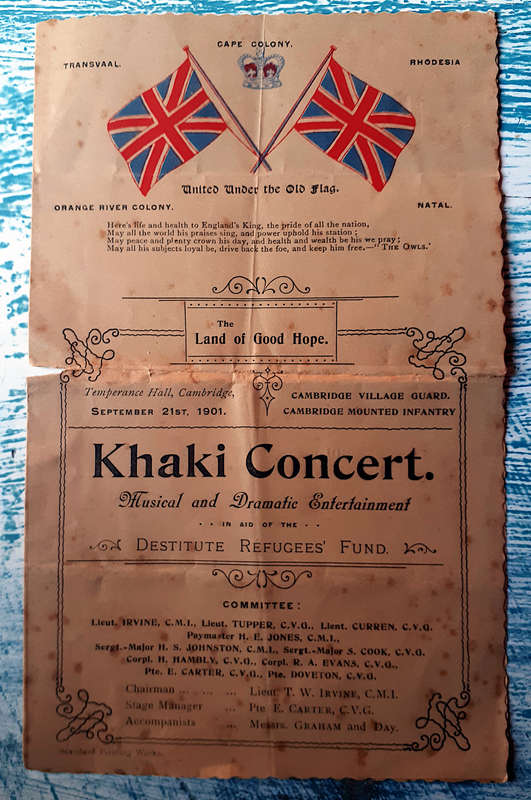 CAPE COLONY.
TRANSVAAL. RHODESIA
United Under the Old Flag.
ORANGE RIVER COLONY. NATAL.
Here's life and health to England's King, the pride of all the nation,
May all the world his praises sing, and power uphold his station;
May peace and plenty crown his day, and health and wealth be his we pray;
May all his subjects loyal be, drive back the foe, and keep him free.—"THE OWLS.'
The
Land of Good Hope.
Temperance Hall, Cambridge,
SEPTEMBER 21ST, 1901.
CAMBRIDGE VILLAGE GUARD.
CAMBRIDGE MOUNTED INFANTRY
Khaki Concert.
Musical and Dramatic Entertainment
· · IN AID OF THE · ·
DESTITUTE REFUGEES' FUND.
COMMITTEE:
Lieut. IRVINE, C.M.I., Lieut. TUPPER, C.V.G., Lieut. CURREN, C.V.G.
Paymaster H. E. JONES, C.M.I.,
Sergt.-Major H. S. JOHNSTON, C.M.I., Sergt.-Major S. COOK, C.V.G.
Corpl. H. HAMBLY, C.V.G., Corpl. R. A. EVANS, C.V.G.,
Pte. E. CARTER, C.V.G., Pte. DOVETON, C.V.G.
Chairman ... ... ... Lieut T. W. IRVINE, C.M.I.
Stage Manager ... Pte E. CARTER, C.V.G.
Accompanists ... Messrs. GRAHAM and DAY.
Standard Printing Works.